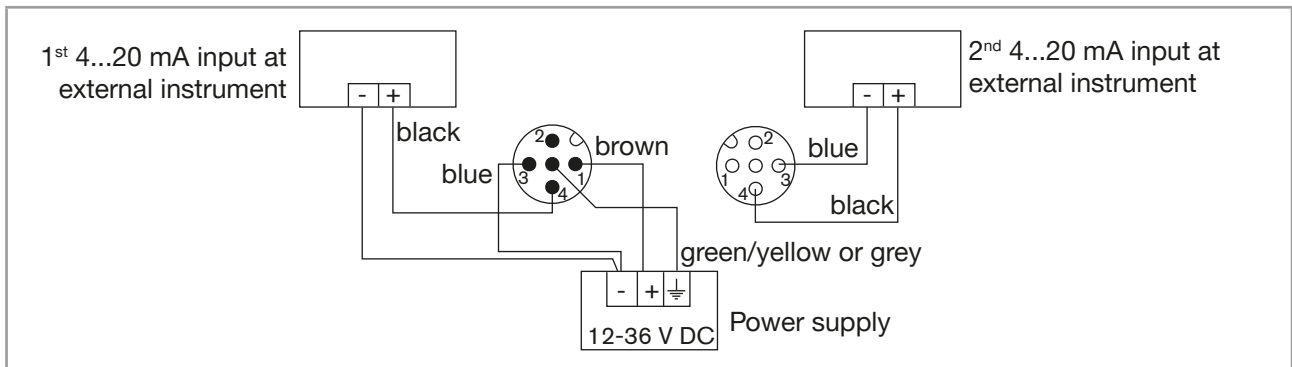 1st 4...20 mA input at
external instrument
- +
black
blue
2
3
1
4
brown
2nd 4...20 mA input at
external instrument
- +
2
1
3
4
blue
black
green/yellow or grey
- +
12-36 V DC
Power supply